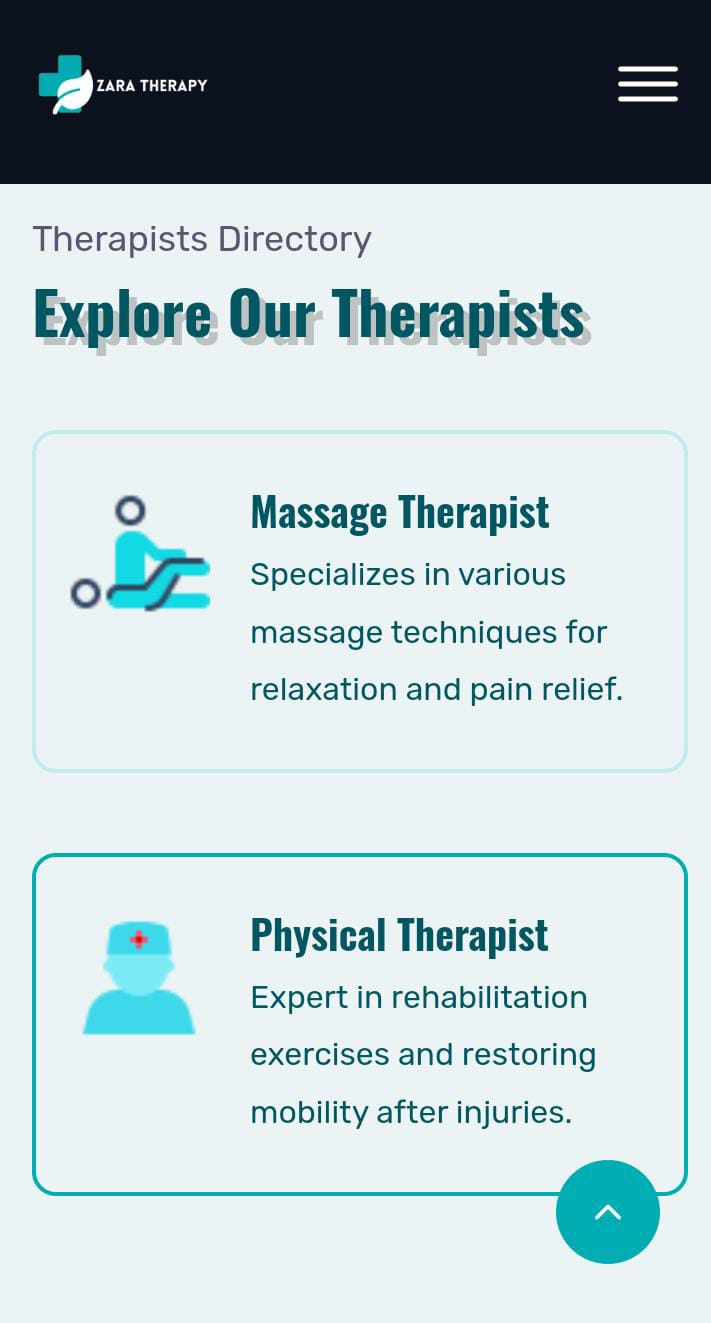 ZARA THERAPY
Therapists Directory
Explore Our Therapists
Massage Therapist
Specializes in various
massage techniques for
relaxation and pain relief.
Physical Therapist
Expert in rehabilitation
exercises and restoring
mobility after injuries.